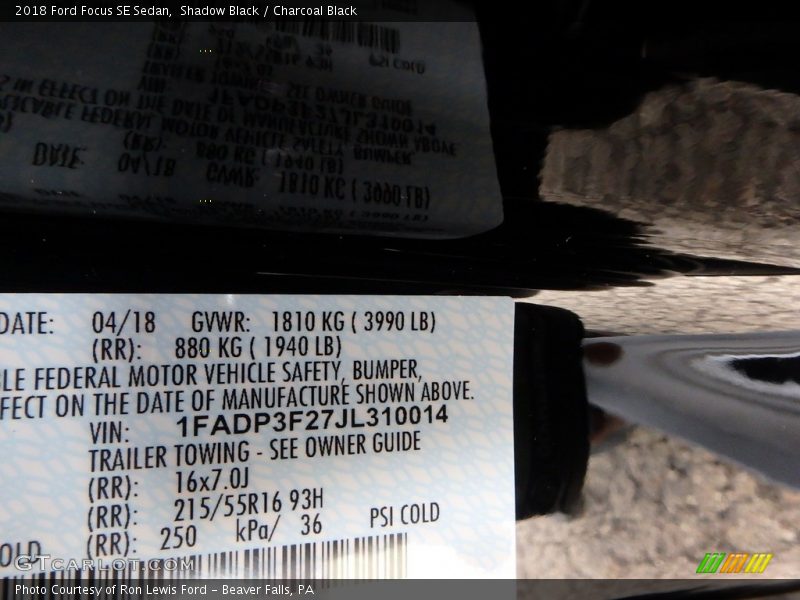 2018 Ford Focus SE Sedan, Shadow Black / Charcoal Black
DATE: 04/18 GVWR: 1810 KG ( 3990 LB)
(RR): 880 KG ( 1940 LB)
LE FEDERAL MOTOR VEHICLE SAFETY, BUMPER,
FFECT ON THE DATE OF MANUFACTURE SHOWN ABOVE.
VIN: 1FADP3F27JL310014
TRAILER TOWING - SEE OWNER GUIDE
(RR): 16x7.0J
(RR): 215/55R16 93H
(RR): 250 kPa/ 36 PSI COLD
OLD
GTcarlot.com
Photo Courtesy of Ron Lewis Ford – Beaver Falls, PA